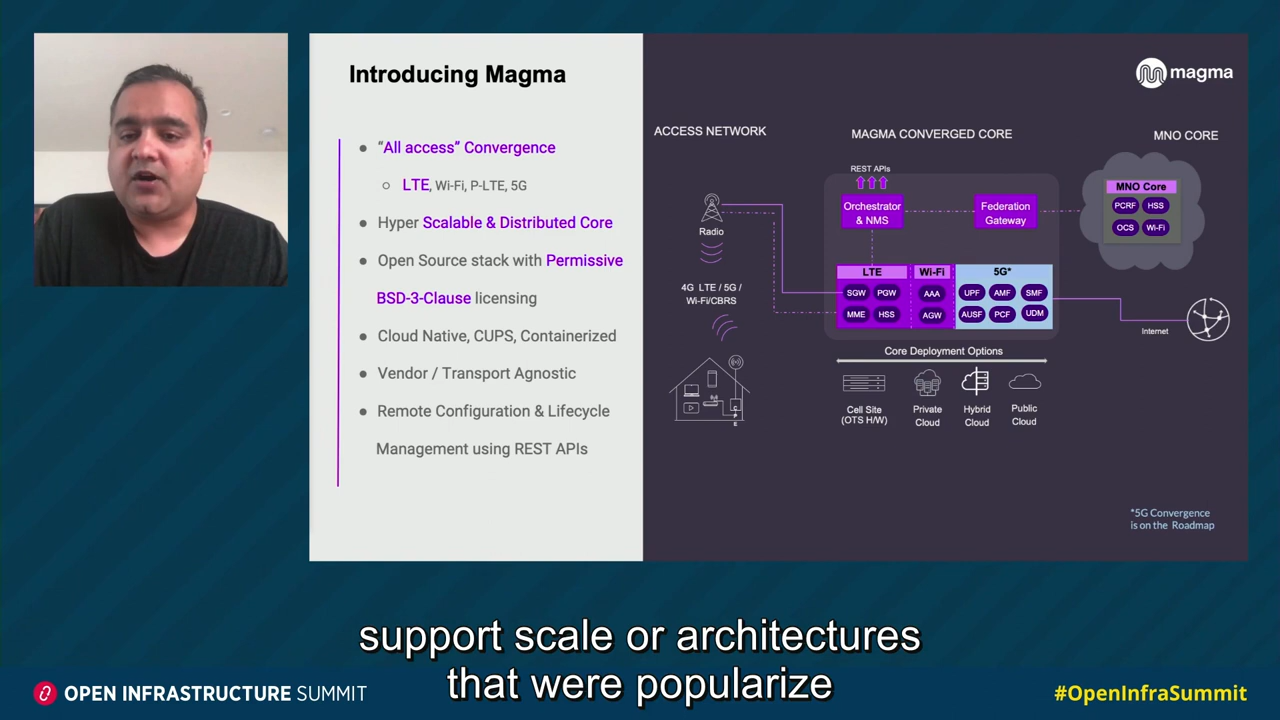 Introducing Magma
“All access” Convergence
LTE, Wi-Fi, P-LTE, 5G
Hyper Scalable & Distributed Core
Open Source stack with Permissive
BSD-3-Clause licensing
Cloud Native, CUPS, Containerized
Vendor / Transport Agnostic
Remote Configuration & Lifecycle
Management using REST APIs
magma
ACCESS NETWORK
MAGMA CONVERGED CORE
MNO CORE
REST APIs
Orchestrator
& NMS
Federation
Gateway
MNO Core
PCRF HSS
OCS Wi-Fi
Radio
4G LTE / 5G /
Wi-Fi/CBRS
LTE Wi-Fi 5G*
SGW PGW AAA UPF AMF SMF
MME HSS AGW AUSF PCF UDM
Internet
Core Deployment Options
Cell Site
(OTS H/W)
Private
Cloud
Hybrid
Cloud
Public
Cloud
*5G Convergence
is on the Roadmap
support scale or architectures
that were popularize
OPEN INFRASTRUCTURE SUMMIT
#OpenInfraSummit